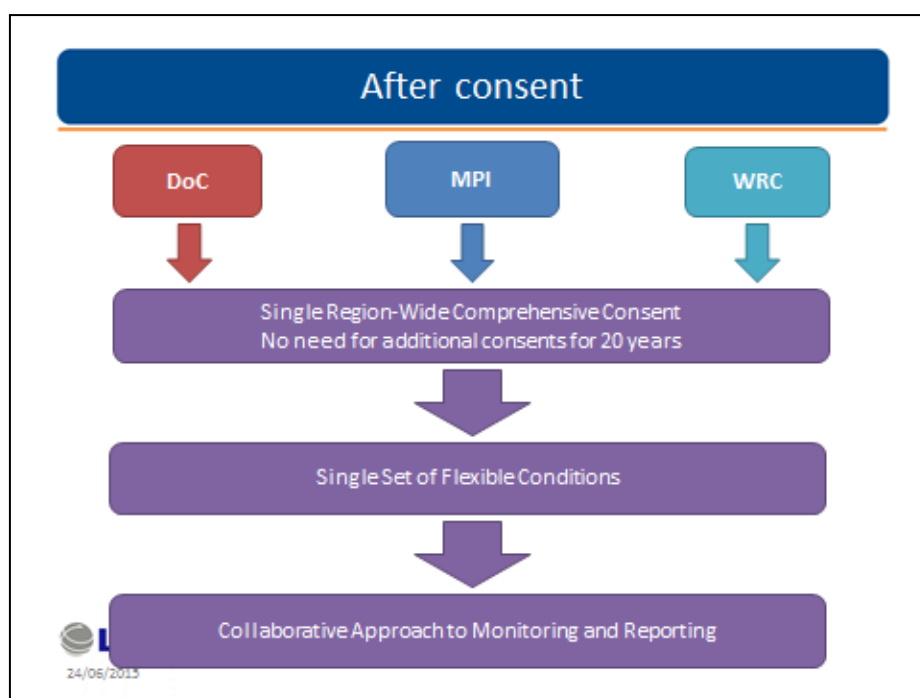 After consent
DoC
MPI
WRC
Single Region-Wide Comprehensive Consent
No need for additional consents for 20 years
Single Set of Flexible Conditions
Collaborative Approach to Monitoring and Reporting
24/06/2015